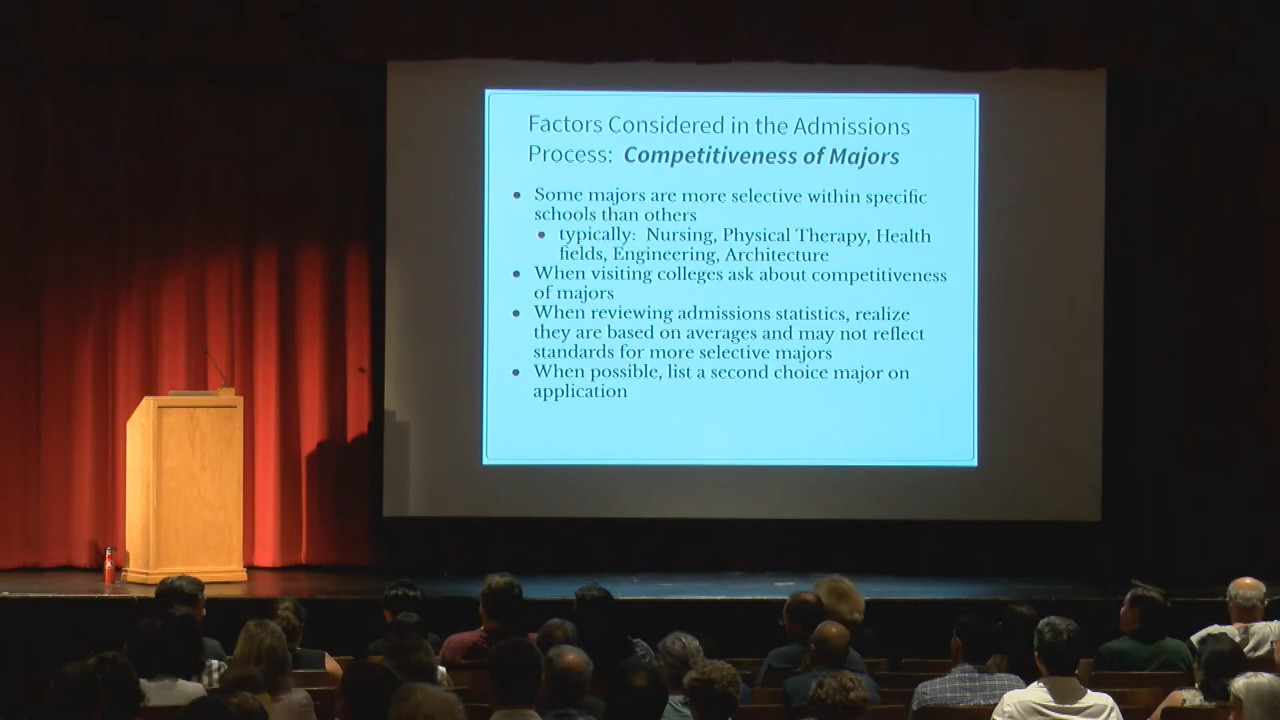 Factors Considered in the Admissions
Process: Competitiveness of Majors
• Some majors are more selective within specific
schools than others
• typically: Nursing, Physical Therapy, Health
fields, Engineering, Architecture
• When visiting colleges ask about competitiveness
of majors
• When reviewing admissions statistics, realize
they are based on averages and may not reflect
standards for more selective majors
• When possible, list a second choice major on
application